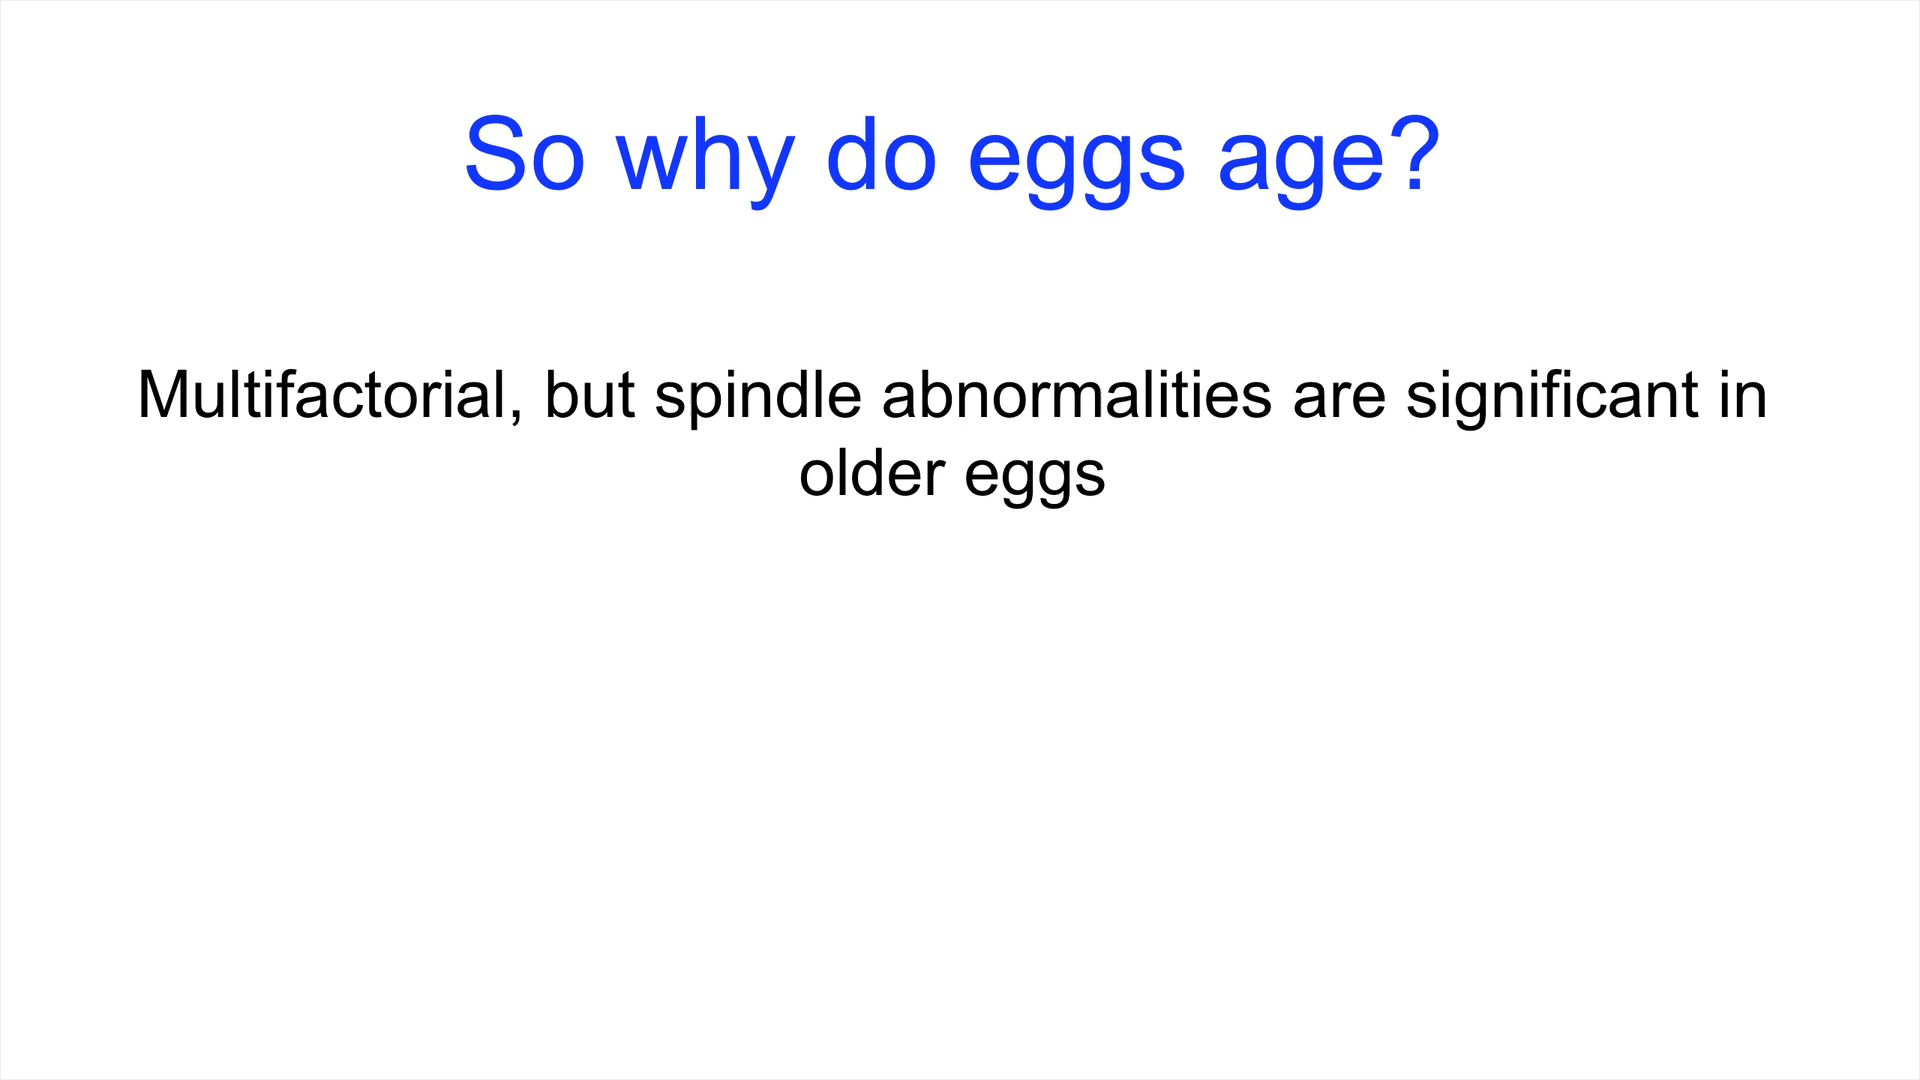 So why do eggs age?
Multifactorial, but spindle abnormalities are significant in
older eggs